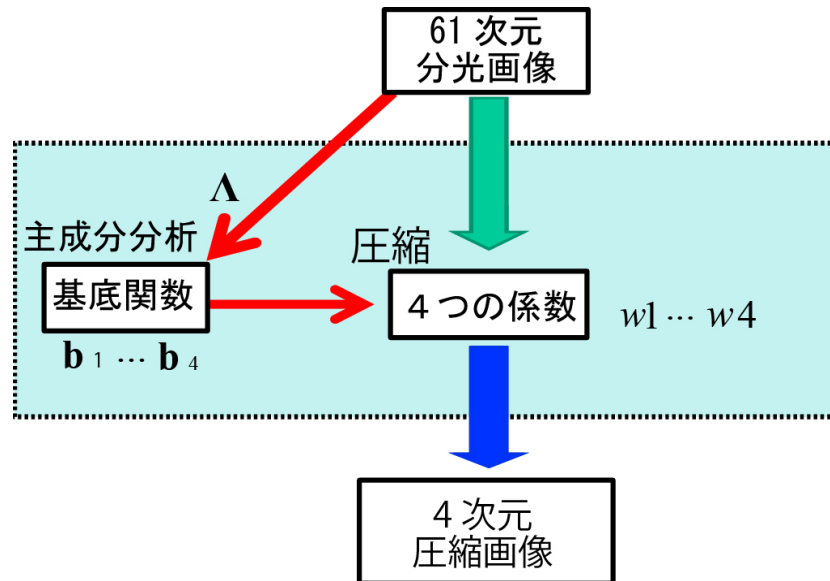 61 次元
分光画像
Λ
主成分分析
圧縮
基底関数
４つの係数
w1 … w4
b 1 … b 4
4 次元
圧縮画像